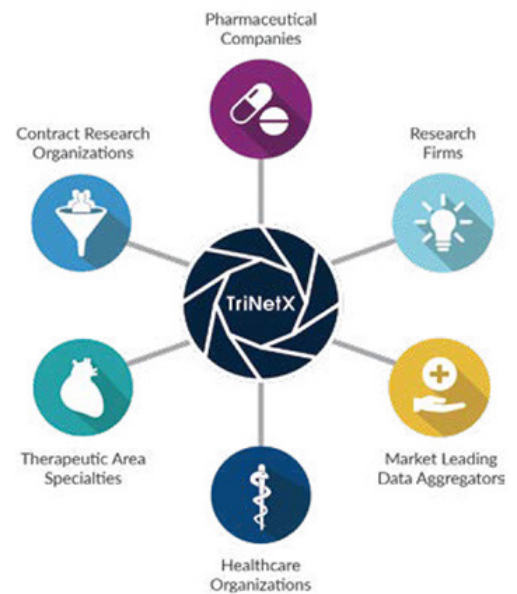 Pharmaceutical
Companies
Contract Research
Organizations
Research
Firms
TriNetX
Therapeutic Area
Specialties
Market Leading
Data Aggregators
Healthcare
Organizations